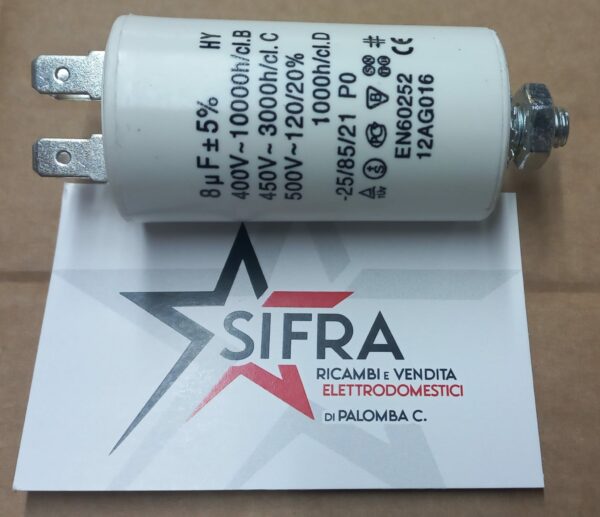 8µF±5% HY
400V~10000h/cl.B
450V~3000h/cl.C
500V~120/20%
1000h/cl.D
-25/85/21 P0
EN60252
12AG016
SIFRA
RICAMBI E VENDITA
ELETTRODOMESTICI
DI PALOMBA C.